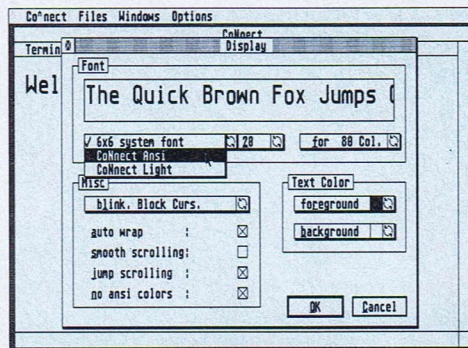 Co^nnect Files Windows Options
CoNnect
Termin
Display
Wel
Font
The Quick Brown Fox Jumps
√ 6x6 system font
20
for 80 Col.
CoNnect Ansi
CoNnect Light
Misc
blink. Block Curs.
auto wrap :
smooth scrolling:
jump scrolling :
no ansi colors :
Text Color
foreground
background
OK
Cancel